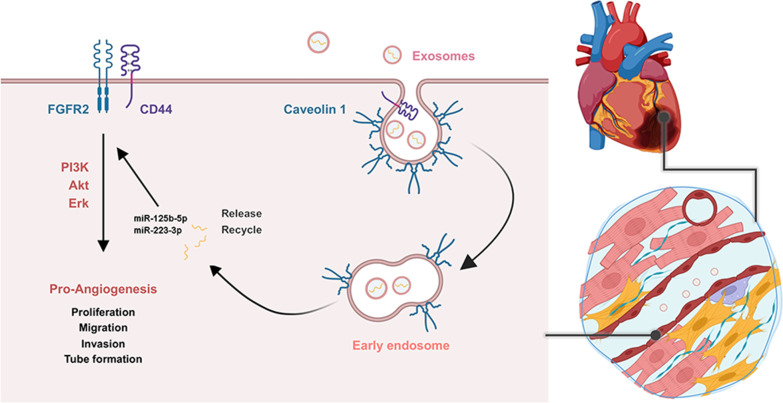 Exosomes
FGFR2
CD44
Caveolin 1
PI3K
Akt
Erk
miR-125b-5p
miR-223-3p
Release
Recycle
Pro-Angiogenesis
Proliferation
Migration
Invasion
Tube formation
Early endosome